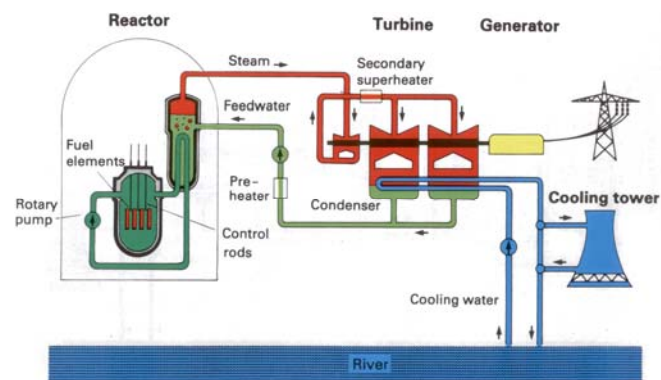 Reactor
Turbine
Generator
Steam
Secondary
superheater
Feedwater
Fuel
elements
Pre-
heater
Rotary
pump
Condenser
Cooling tower
Control
rods
Cooling water
River